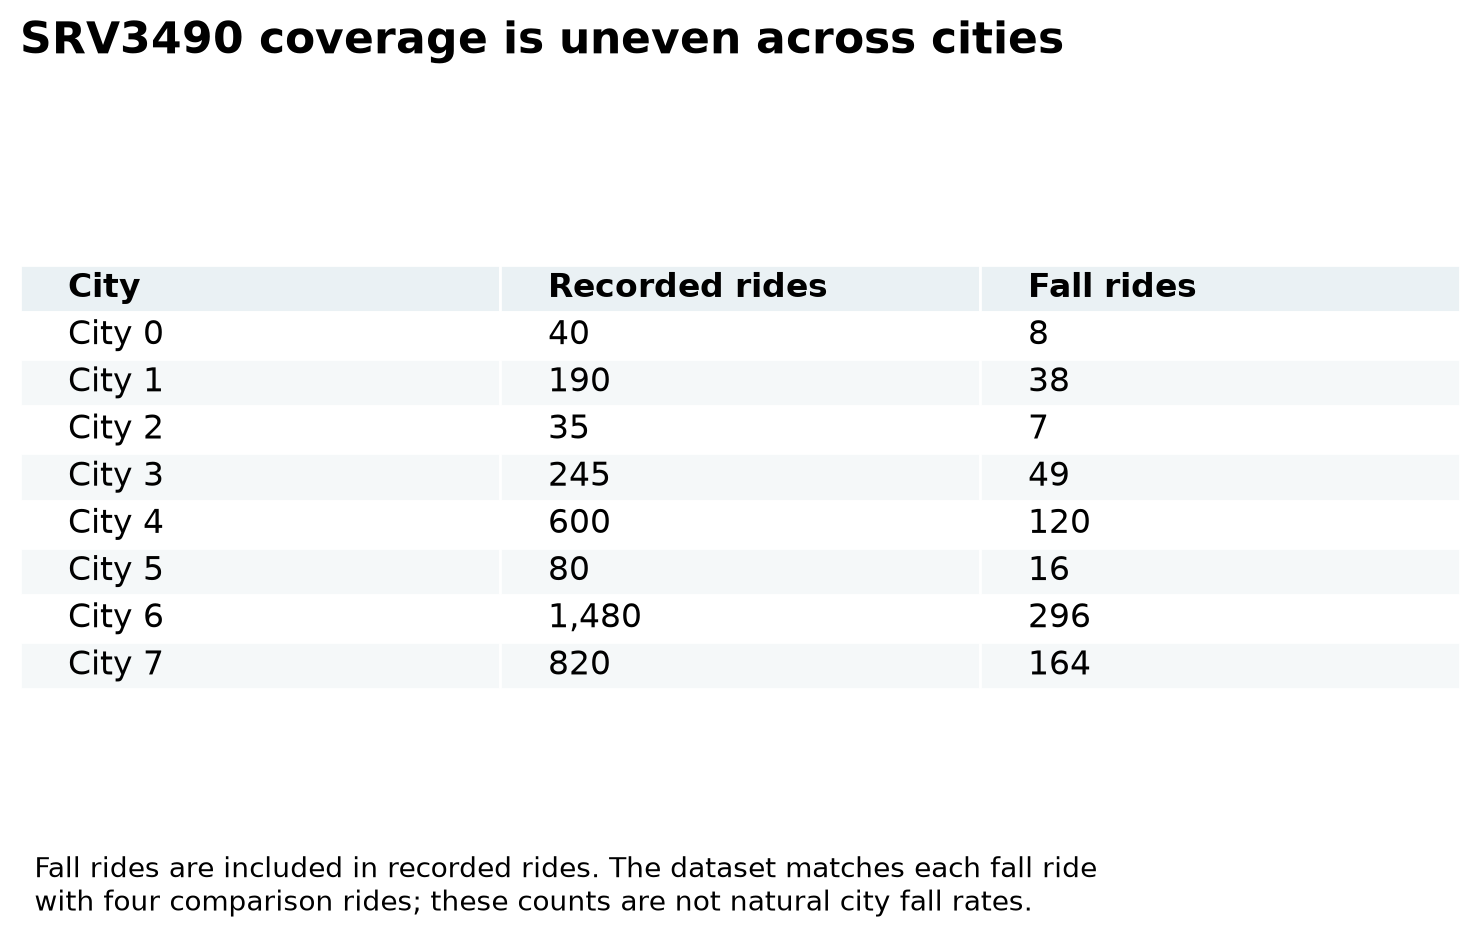 SRV3490 coverage is uneven across cities
City Recorded rides Fall rides
City 0 40 8
City 1 190 38
City 2 35 7
City 3 245 49
City 4 600 120
City 5 80 16
City 6 1,480 296
City 7 820 164
Fall rides are included in recorded rides. The dataset matches each fall ride
with four comparison rides; these counts are not natural city fall rates.